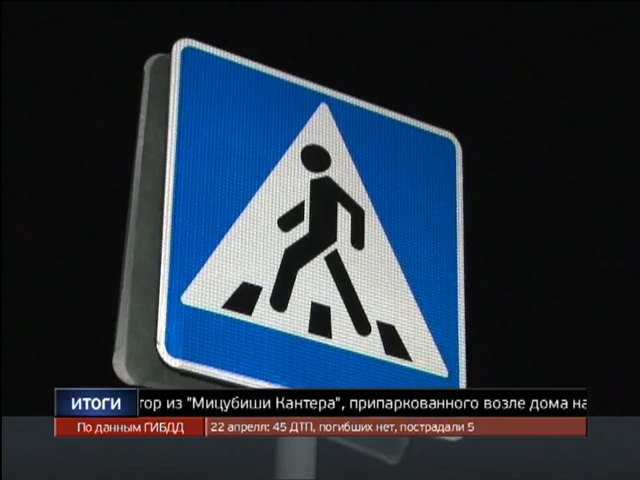 ИТОГИ
из "Мицубиши Кантера", припаркованного возле дома на
По данным ГИБДД
22 апреля: 45 ДТП, погибших нет, пострадали 5